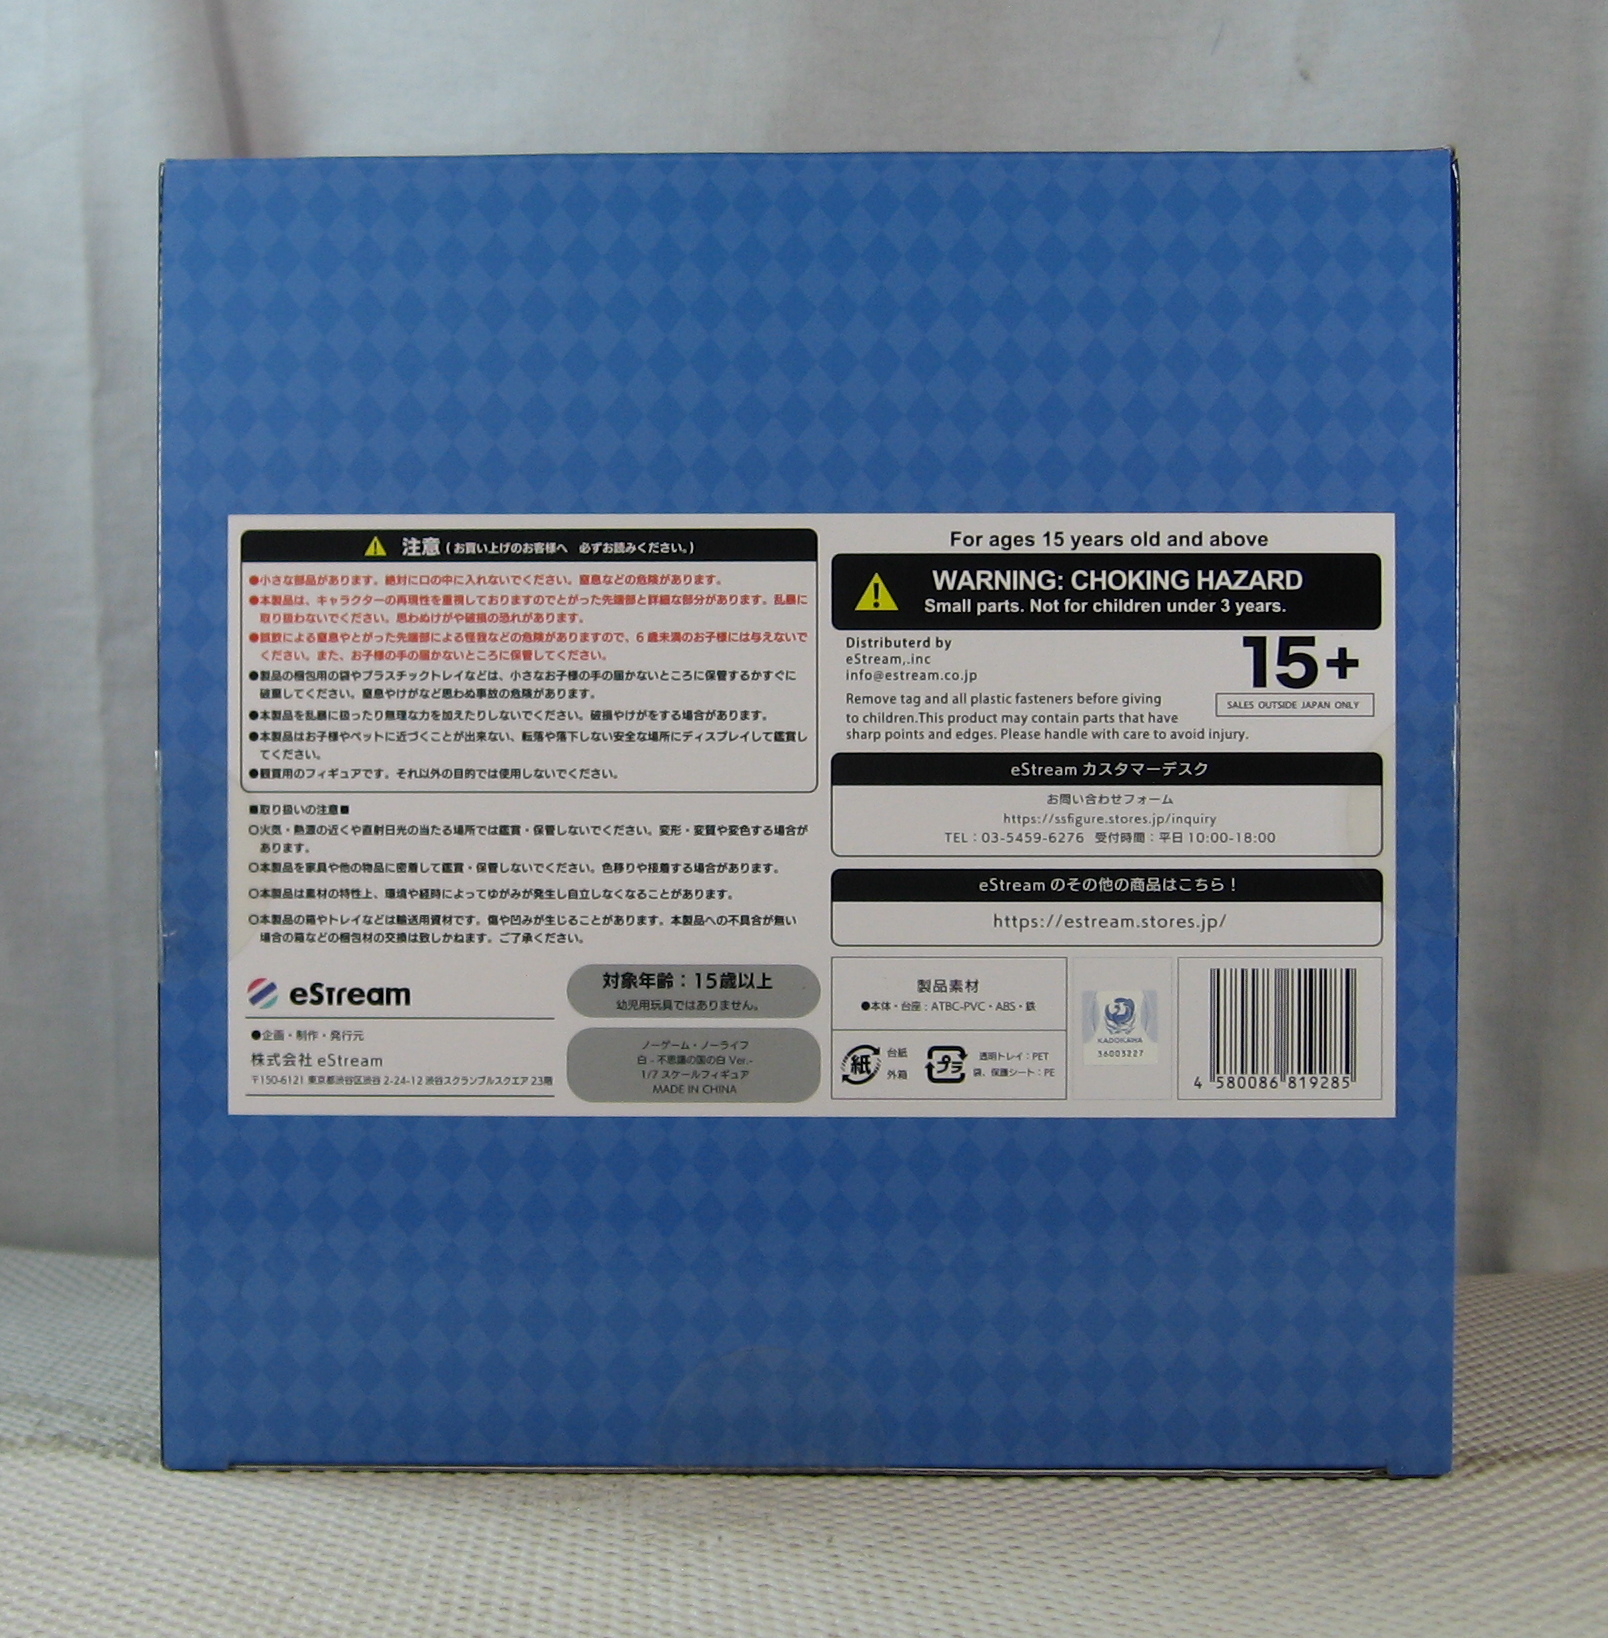 注意(お買い上げのお客様へ 必ずお読みください。)
●小さな部品があります。絶対に口の中に入れないでください。窒息などの危険があります。
●本製品は、キャラクターの再現性を重視しておりますのでとがった先端部と詳細な部分があります。乱暴に
取り扱わないでください。思わぬけがや破損の恐れがあります。
●誤飲による窒息やとがった先端部による怪我などの危険がありますので、6歳未満のお子様には与えないで
ください。また、お子様の手の届かないところに保管してください。
●製品の梱包用の袋やプラスチックトレイなどは、小さなお子様の手の届かないところに保管するかすぐに
破棄してください。窒息やけがなど思わぬ事故の危険があります。
●本製品を乱暴に扱ったり無理な力を加えたりしないでください。破損やけがをする場合があります。
●本製品はお子様やペットに近づくことが出来ない、転落や落下しない安全な場所にディスプレイして鑑賞し
てください。
●観賞用のフィギュアです。それ以外の目的では使用しないでください。
■取り扱いの注意■
○火気・熱源の近くや直射日光の当たる場所では鑑賞・保管しないでください。変形・変質や変色する場合が
あります。
○本製品を家具や他の物品に密着して鑑賞・保管しないでください。色移りや接着する場合があります。
○本製品は素材の特性上、環境や経時によってゆがみが発生し自立しなくなることがあります。
○本製品の箱やトレイなどは輸送用資材です。傷や凹みが生じることがあります。本製品への不具合が無い
場合の箱などの梱包材の交換は致しかねます。ご了承ください。
eStream
●企画・制作・発行元
株式会社 eStream
〒150-6121 東京都渋谷区渋谷 2-24-12 渋谷スクランブルスクエア 23階
対象年齢：15歳以上
幼児用玩具ではありません。
ノーゲーム・ノーライフ
白 - 不思議の国の白 Ver.-
1/7 スケールフィギュア
MADE IN CHINA
For ages 15 years old and above
WARNING: CHOKING HAZARD
Small parts. Not for children under 3 years.
Distributerd by
eStream,.inc
info@estream.co.jp
15+
SALES OUTSIDE JAPAN ONLY
Remove tag and all plastic fasteners before giving
to children.This product may contain parts that have
sharp points and edges. Please handle with care to avoid injury.
eStream カスタマーデスク
お問い合わせフォーム
https://ssfigure.stores.jp/inquiry
TEL：03-5459-6276 受付時間：平日 10:00-18:00
eStream のその他の商品はこちら！
https://estream.stores.jp/
製品素材
●本体・台座：ATBC-PVC・ABS・鉄
紙
台紙
外箱
プラ
透明トレイ：PET
袋、保護シート：PE
KADOKAWA
36003227
4 580086 819285